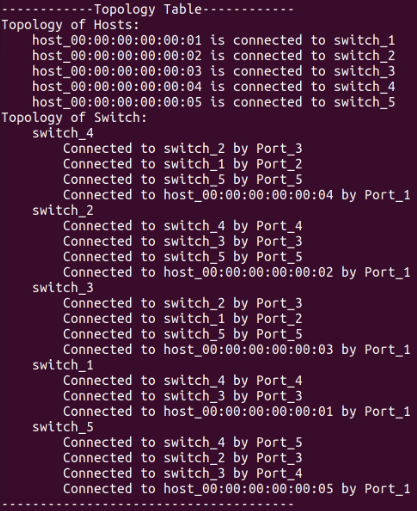 ------------Topology Table------------
Topology of Hosts:
    host_00:00:00:00:00:01 is connected to switch_1
    host_00:00:00:00:00:02 is connected to switch_2
    host_00:00:00:00:00:03 is connected to switch_3
    host_00:00:00:00:00:04 is connected to switch_4
    host_00:00:00:00:00:05 is connected to switch_5
Topology of Switch:
    switch_4
        Connected to switch_2 by Port_3
        Connected to switch_1 by Port_2
        Connected to switch_5 by Port_5
        Connected to host_00:00:00:00:00:04 by Port_1
    switch_2
        Connected to switch_4 by Port_4
        Connected to switch_3 by Port_3
        Connected to switch_5 by Port_5
        Connected to host_00:00:00:00:00:02 by Port_1
    switch_3
        Connected to switch_2 by Port_3
        Connected to switch_1 by Port_2
        Connected to switch_5 by Port_5
        Connected to host_00:00:00:00:00:03 by Port_1
    switch_1
        Connected to switch_4 by Port_4
        Connected to switch_3 by Port_3
        Connected to host_00:00:00:00:00:01 by Port_1
    switch_5
        Connected to switch_4 by Port_5
        Connected to switch_2 by Port_3
        Connected to switch_3 by Port_4
        Connected to host_00:00:00:00:00:05 by Port_1
--------------------------------------